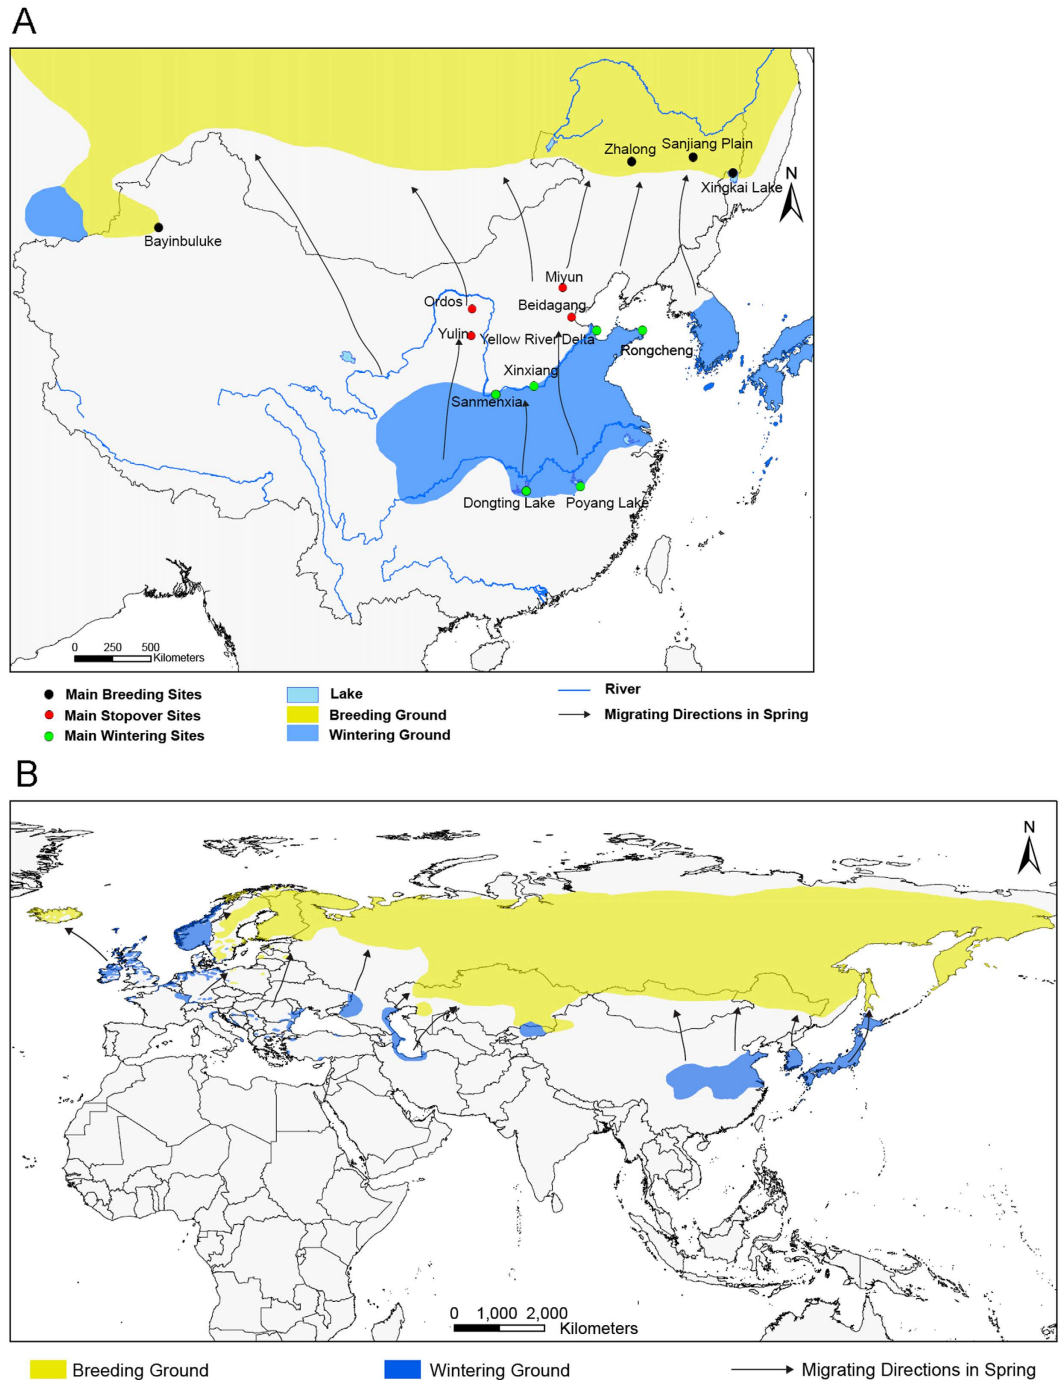 A
N
Zhalong
Sanjiang Plain
Xingkai Lake
Bayinbuluke
Miyun
Ordos
Beidagang
Yulin
Yellow River Delta
Rongcheng
Xinxiang
Sanmenxia
Dongting Lake
Poyang Lake
0 250 500
Kilometers
Main Breeding Sites
Lake
River
Main Stopover Sites
Breeding Ground
Migrating Directions in Spring
Main Wintering Sites
Wintering Ground
B
N
0 1,000 2,000
Kilometers
Breeding Ground
Wintering Ground
Migrating Directions in Spring